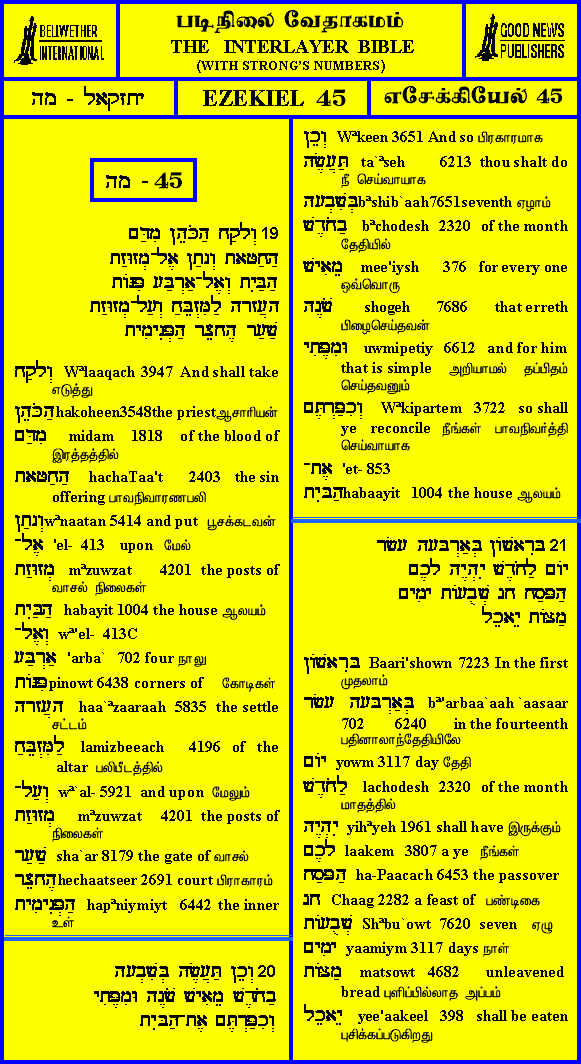 BELLWETHER
INTERNATIONAL
படிநிலை வேதாகமம்
THE INTERLAYER BIBLE
(WITH STRONG'S NUMBERS)
GOOD NEWS
PUBLISHERS
יחזקאל - מה
EZEKIEL 45
எசேக்கியேல் 45
מה - 45
19 וְלָקַח הַכֹּהֵן מִדַּם
הַחַטָּאת וְנָתַן אֶל־מְזוּזַת
הַבַּיִת וְאֶל־אַרְבַּע פִּנּוֹת
הָעֲזָרָה לַמִּזְבֵּחַ וְעַל־מְזוּזַת
שַׁעַר הֶחָצֵר הַפְּנִימִית
וְלָקַח Wªlaaqach 3947 And shall take
எடுத்து
הַכֹּהֵן hakoheen3548the priest ஆசாரியன்
מִדַּם midam 1818 of the blood of
இரத்தத்தில்
הַחַטָּאת hachaTaa't 2403 the sin
offering பாவநிவாரணபலி
וְנָתַן wªnaatan 5414 and put பூசக்கடவன்
אֶל־ 'el- 413 upon மேல்
מְזוּזַת mªzuwzat 4201 the posts of
வாசல் நிலைகள்
הַבַּיִת habayit 1004 the house ஆலயம்
וְאֶל־ wª'el- 413C
אַרְבַּע 'arba` 702 four நாலு
פִּנּוֹת pinowt 6438 corners of கோடிகள்
הָעֲזָרָה haa`ªzaaraah 5835 the settle
சட்டம்
לַמִּזְבֵּחַ lamizbeeach 4196 of the
altar பலிபீடத்தில்
וְעַל־ wª`al- 5921 and upon மேலும்
מְזוּזַת mªzuwzat 4201 the posts of
நிலைகள்
שַׁעַר sha`ar 8179 the gate of வாசல்
הֶחָצֵר hechaatseer 2691 court பிராகாரம்
הַפְּנִימִית hapªniymiyt 6442 the inner
உள்
20 וְכֵן תַּעֲשֶׂה בְּשִׁבְעָה
בַחֹדֶשׁ מֵאִישׁ שֹׁגֶה וּמִפֶּתִי
וְכִפַּרְתֶּם אֶת־הַבָּיִת
וְכֵן Wªkeen 3651 And so பிரகாரமாக
תַּעֲשֶׂה ta`ªseh 6213 thou shalt do
நீ செய்வாயாக
בְּשִׁבְעָה bªshib`aah7651seventh ஏழாம்
בַחֹדֶשׁ bªchodesh 2320 of the month
தேதியில்
מֵאִישׁ mee'iysh 376 for every one
ஒவ்வொரு
שֹׁגֶה shogeh 7686 that erreth
பிழைசெய்தவன்
וּמִפֶּתִי uwmipetiy 6612 and for him
that is simple அறியாமல் தப்பிதம்
செய்தவனும்
וְכִפַּרְתֶּם Wªkipartem 3722 so shall
ye reconcile நீங்கள் பாவநிவர்த்தி
செய்வாயாக
אֶת־ 'et- 853
הַבָּיִת habaayit 1004 the house ஆலயம்
21 בָּרִאשׁוֹן בְּאַרְבָּעָה עָשָׂר
יוֹם לַחֹדֶשׁ יִהְיֶה לָכֶם
הַפָּסַח חָג שְׁבֻעוֹת יָמִים
מַצּוֹת יֵאָכֵל
בָּרִאשׁוֹן Baari'shown 7223 In the first
முதலாம்
בְּאַרְבָּעָה עָשָׂר bª'arbaa`aah `aasaar
702 6240 in the fourteenth
பதினாலாந்தேதியிலே
יוֹם yowm 3117 day தேதி
לַחֹדֶשׁ lachodesh 2320 of the month
மாதத்தில்
יִהְיֶה yihªyeh 1961 shall have இருக்கும்
לָכֶם laakem 3807 a ye நீங்கள்
הַפָּסַח ha-Paacach 6453 the passover
חָג Chaag 2282 a feast of பண்டிகை
שְׁבֻעוֹת Shªbu`owt 7620 seven ஏழு
יָמִים yaamiym 3117 days நாள்
מַצּוֹת matsowt 4682 unleavened
bread புளிப்பில்லாத அப்பம்
יֵאָכֵל yee'aakeel 398 shall be eaten
புசிக்கப்படுகிறது